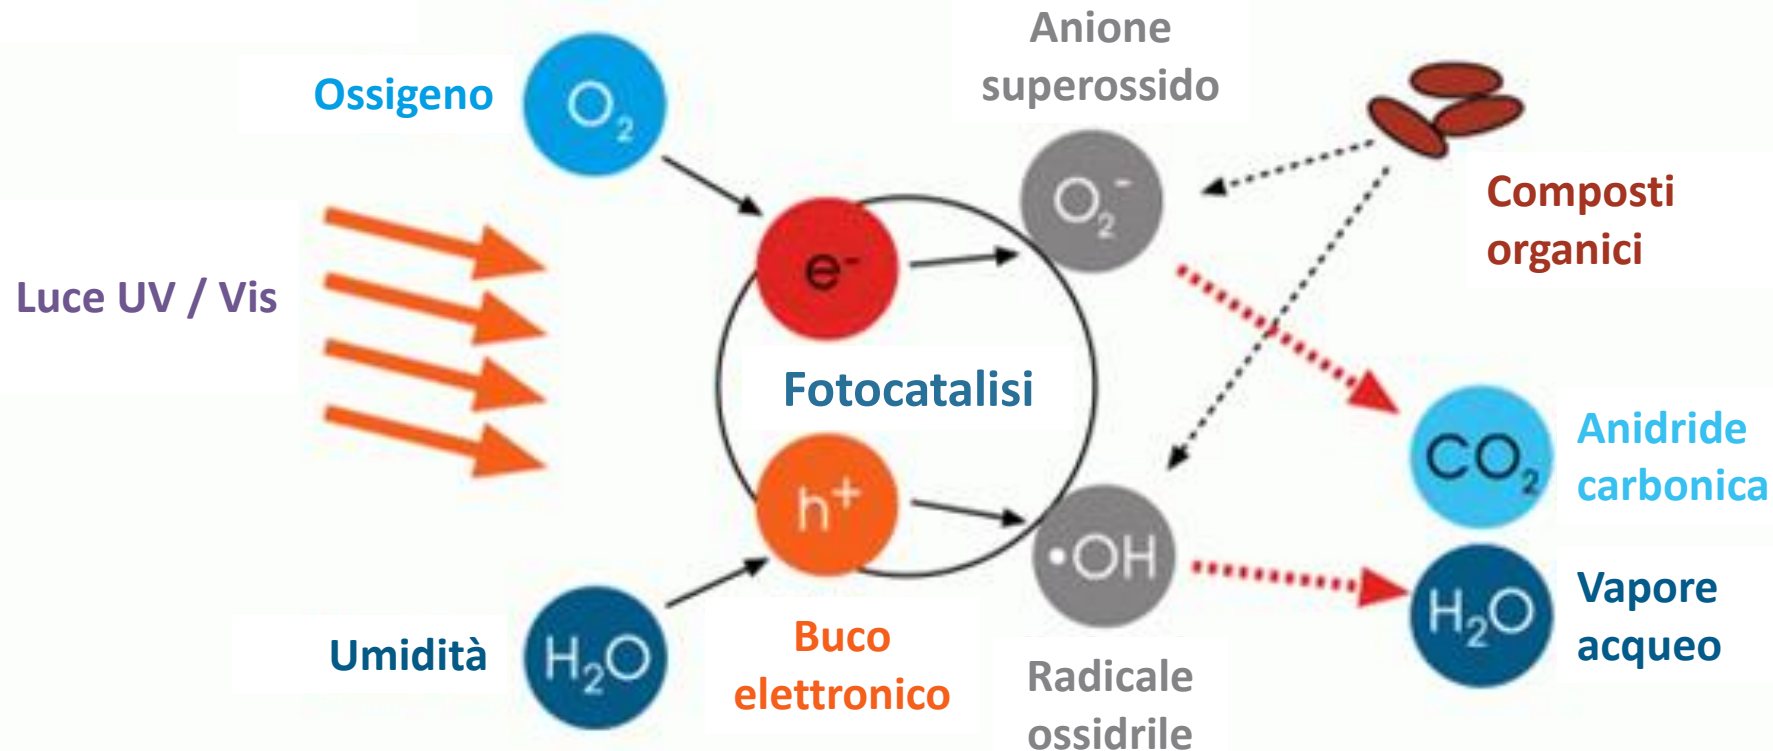 Anione
superossido
Ossigeno
O₂
O₂⁻
Composti
organici
e⁻
Luce UV / Vis
Fotocatalisi
CO₂
Anidride
carbonica
h⁺
•OH
H₂O
Vapore
acqueo
Umidità
H₂O
Buco
elettronico
Radicale
ossidrile